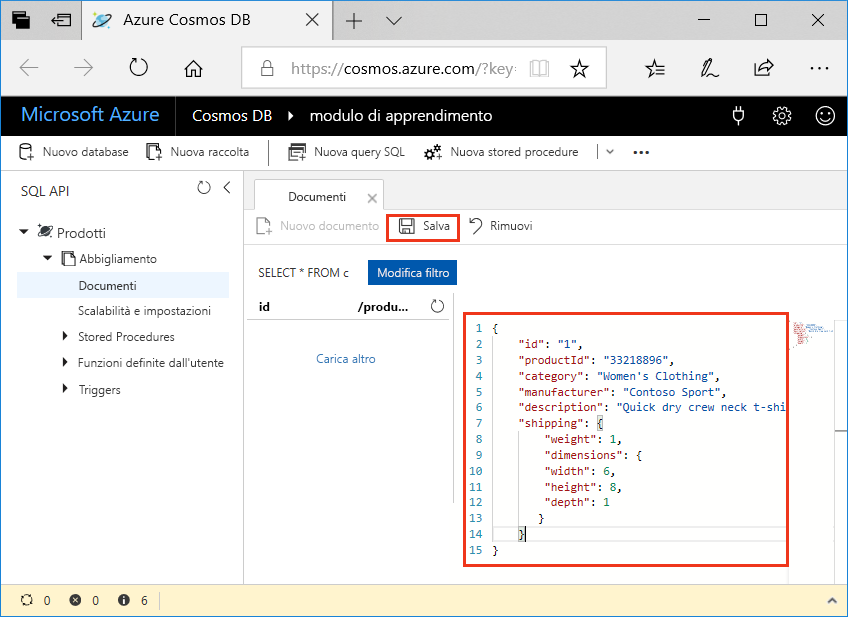 Azure Cosmos DB
https://cosmos.azure.com/?key=
Microsoft Azure Cosmos DB modulo di apprendimento
Nuovo database Nuova raccolta Nuova query SQL Nuova stored procedure
SQL API
Documenti
Nuovo documento Salva Rimuovi
Prodotti
Abbigliamento
Documenti
Scalabilità e impostazioni
Stored Procedures
Funzioni definite dall'utente
Triggers
SELECT * FROM c Modifica filtro
id /produ...
Carica altro
1 {
2 "id": "1",
3 "productId": "33218896",
4 "category": "Women's Clothing",
5 "manufacturer": "Contoso Sport",
6 "description": "Quick dry crew neck t-shi
7 "shipping": {
8 "weight": 1,
9 "dimensions": {
10 "width": 6,
11 "height": 8,
12 "depth": 1
13 }
14 }
15 }
0 0 6